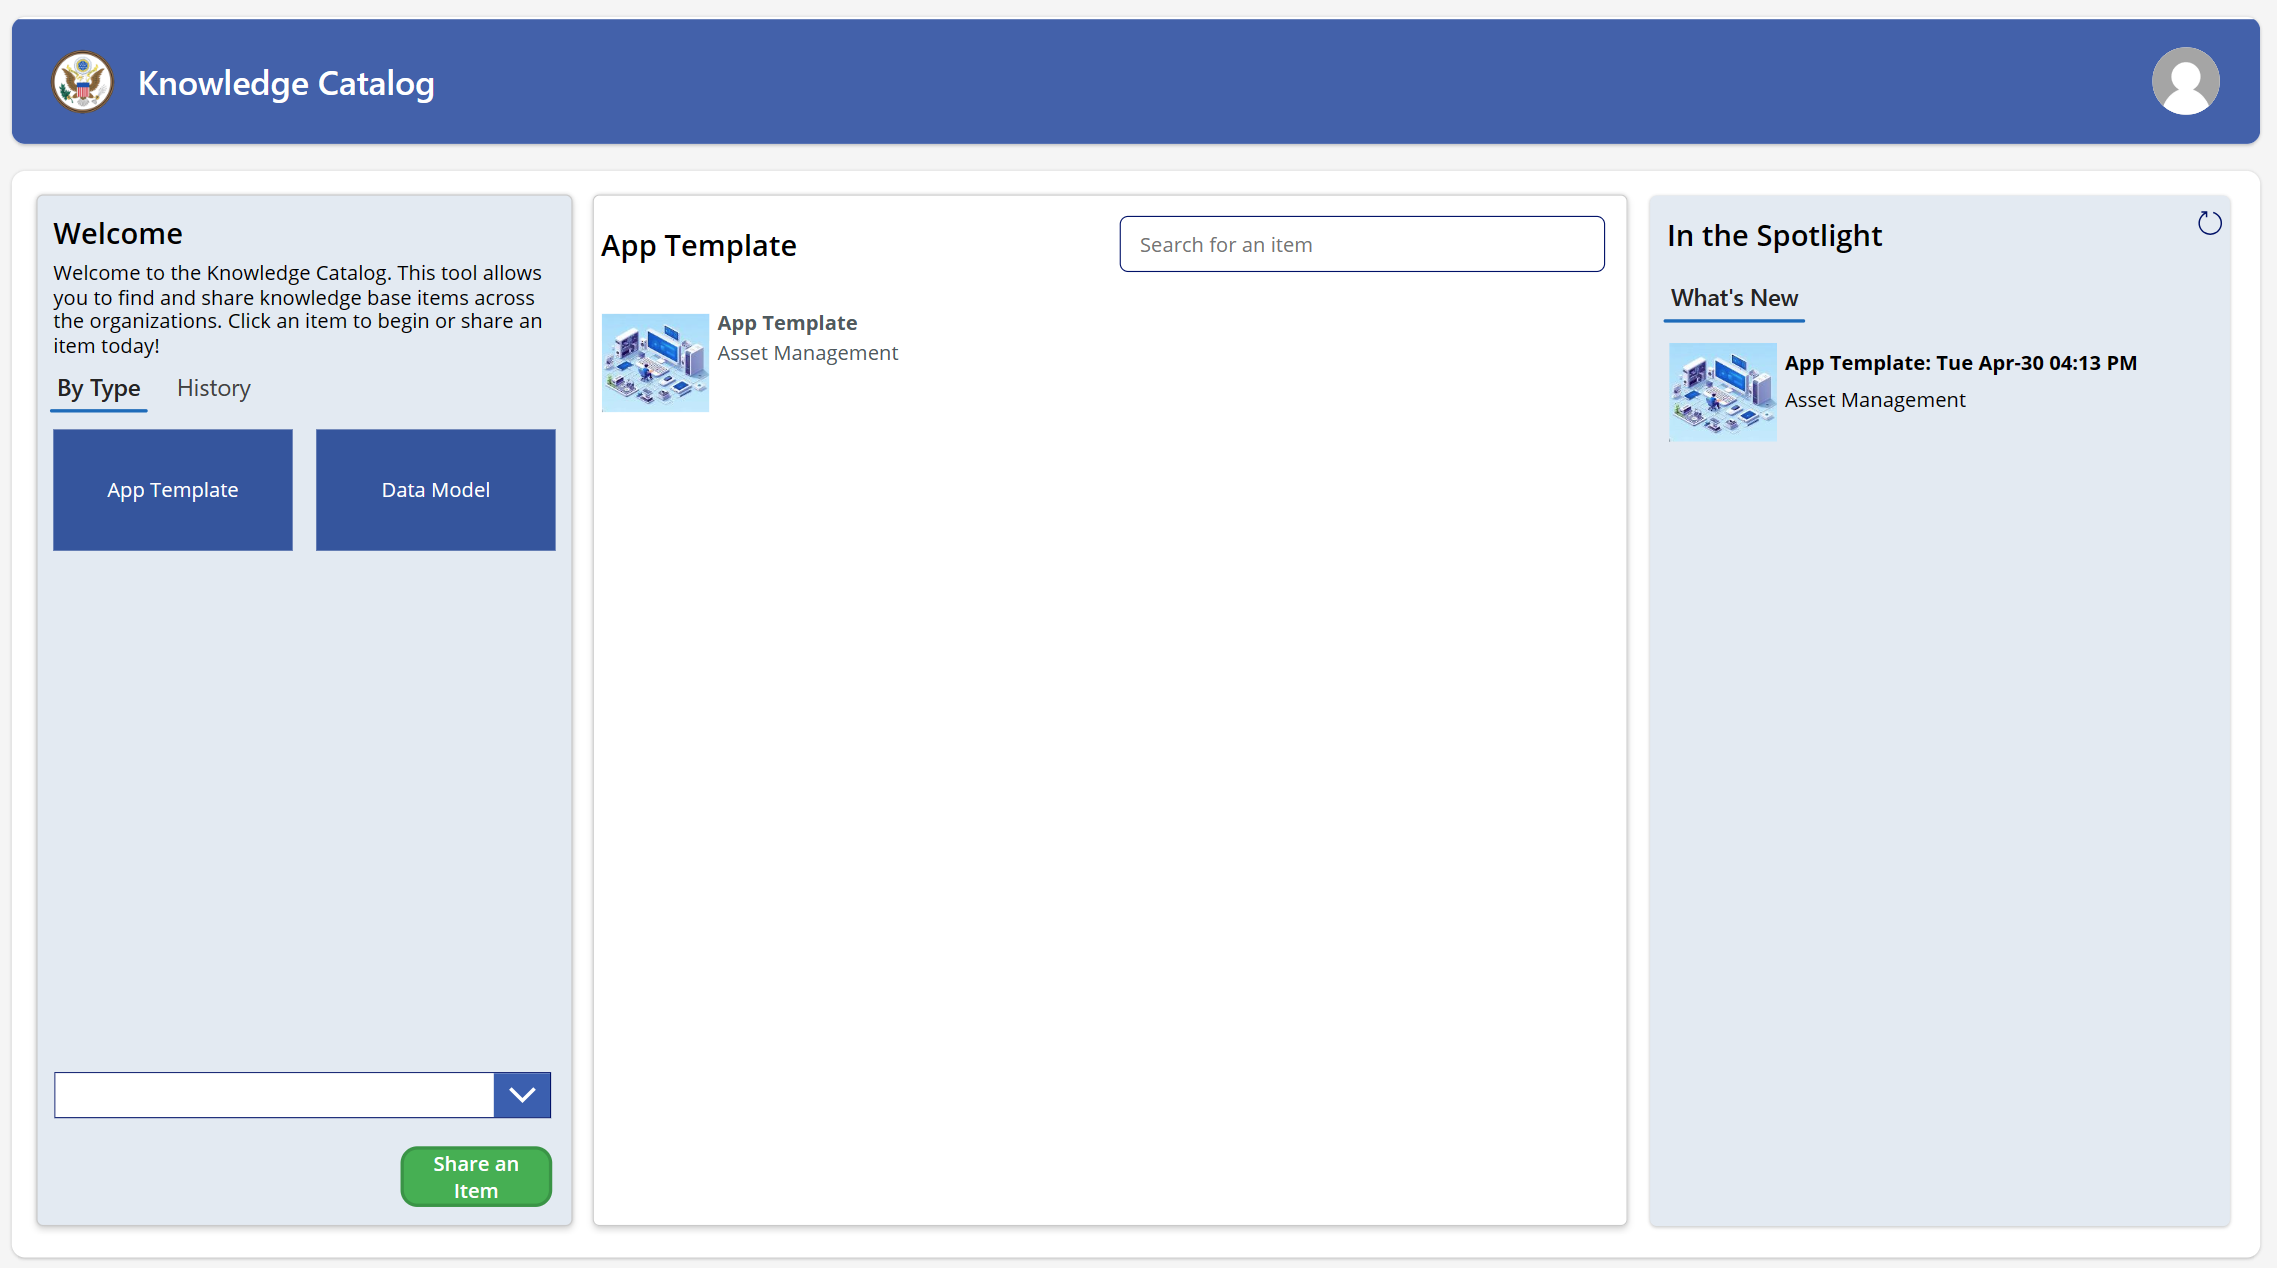 Knowledge Catalog
Welcome
Welcome to the Knowledge Catalog. This tool allows
you to find and share knowledge base items across
the organizations. Click an item to begin or share an
item today!
By Type
History
App Template
Data Model
Share an
Item
App Template
Search for an item
App Template
Asset Management
In the Spotlight
What's New
App Template: Tue Apr-30 04:13 PM
Asset Management